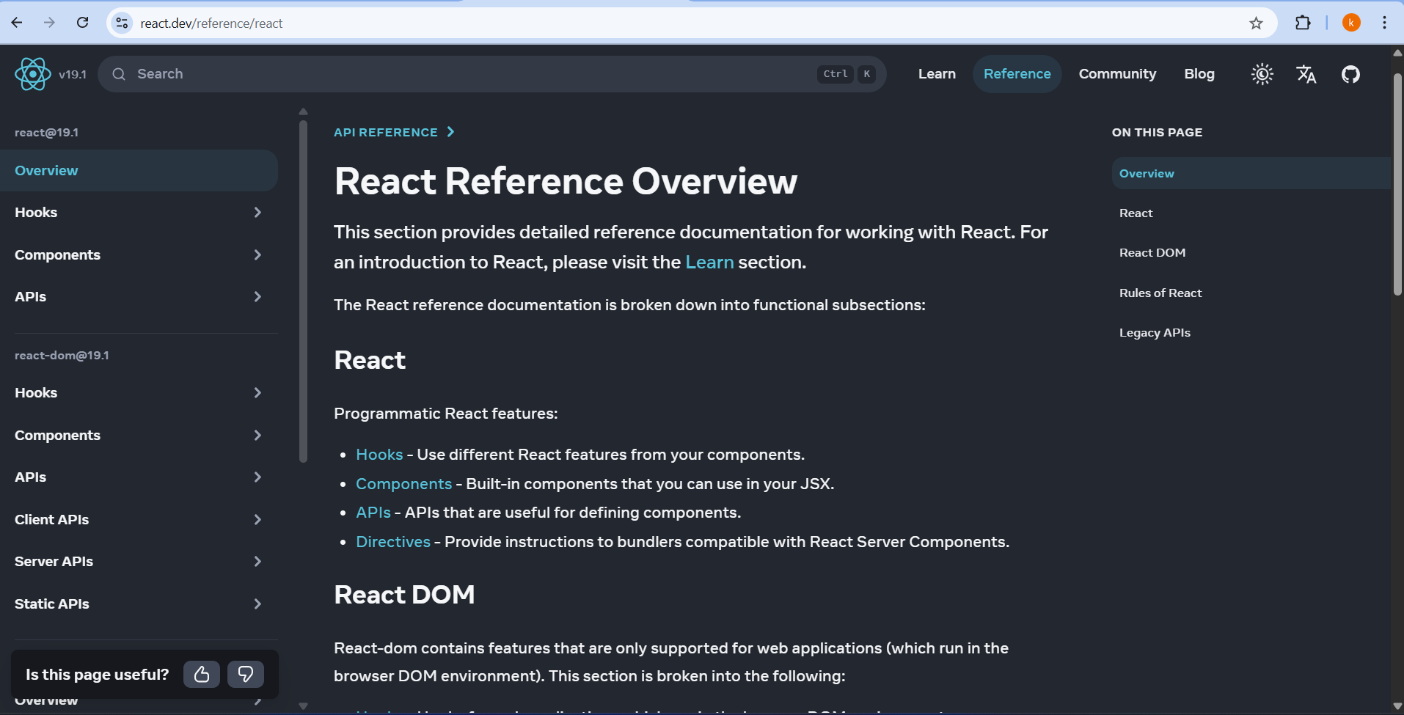 react.dev/reference/react
k
v19.1
Search
Ctrl K
Learn
Reference
Community
Blog
react@19.1
Overview
Hooks
Components
APIs
react-dom@19.1
Hooks
Components
APIs
Client APIs
Server APIs
Static APIs
Is this page useful?
Overview
API REFERENCE
React Reference Overview
This section provides detailed reference documentation for working with React. For
an introduction to React, please visit the Learn section.
The React reference documentation is broken down into functional subsections:
React
Programmatic React features:
• Hooks - Use different React features from your components.
• Components - Built-in components that you can use in your JSX.
• APIs - APIs that are useful for defining components.
• Directives - Provide instructions to bundlers compatible with React Server Components.
React DOM
React-dom contains features that are only supported for web applications (which run in the
browser DOM environment). This section is broken into the following:
ON THIS PAGE
Overview
React
React DOM
Rules of React
Legacy APIs